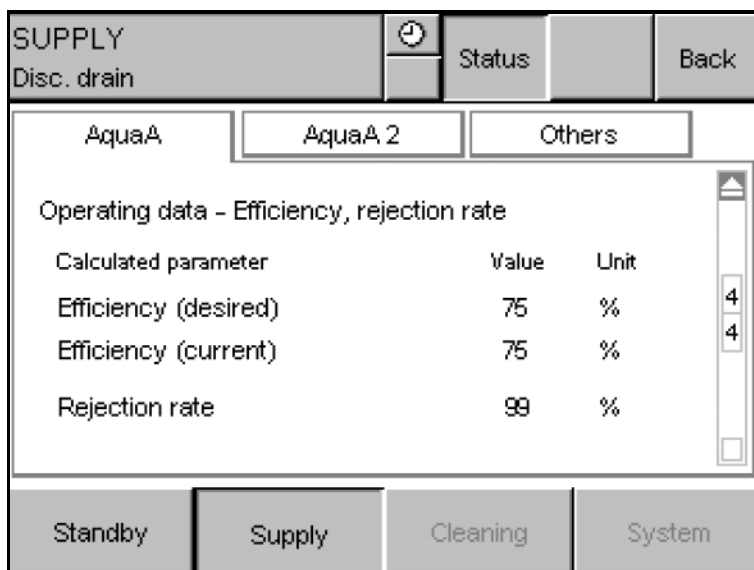 SUPPLY
Disc. drain
Status
Back
AquaA
AquaA 2
Others
Operating data - Efficiency, rejection rate
Calculated parameter Value Unit
Efficiency (desired) 75 %
4
Efficiency (current) 75 %
4
Rejection rate 99 %
Standby
Supply
Cleaning
System